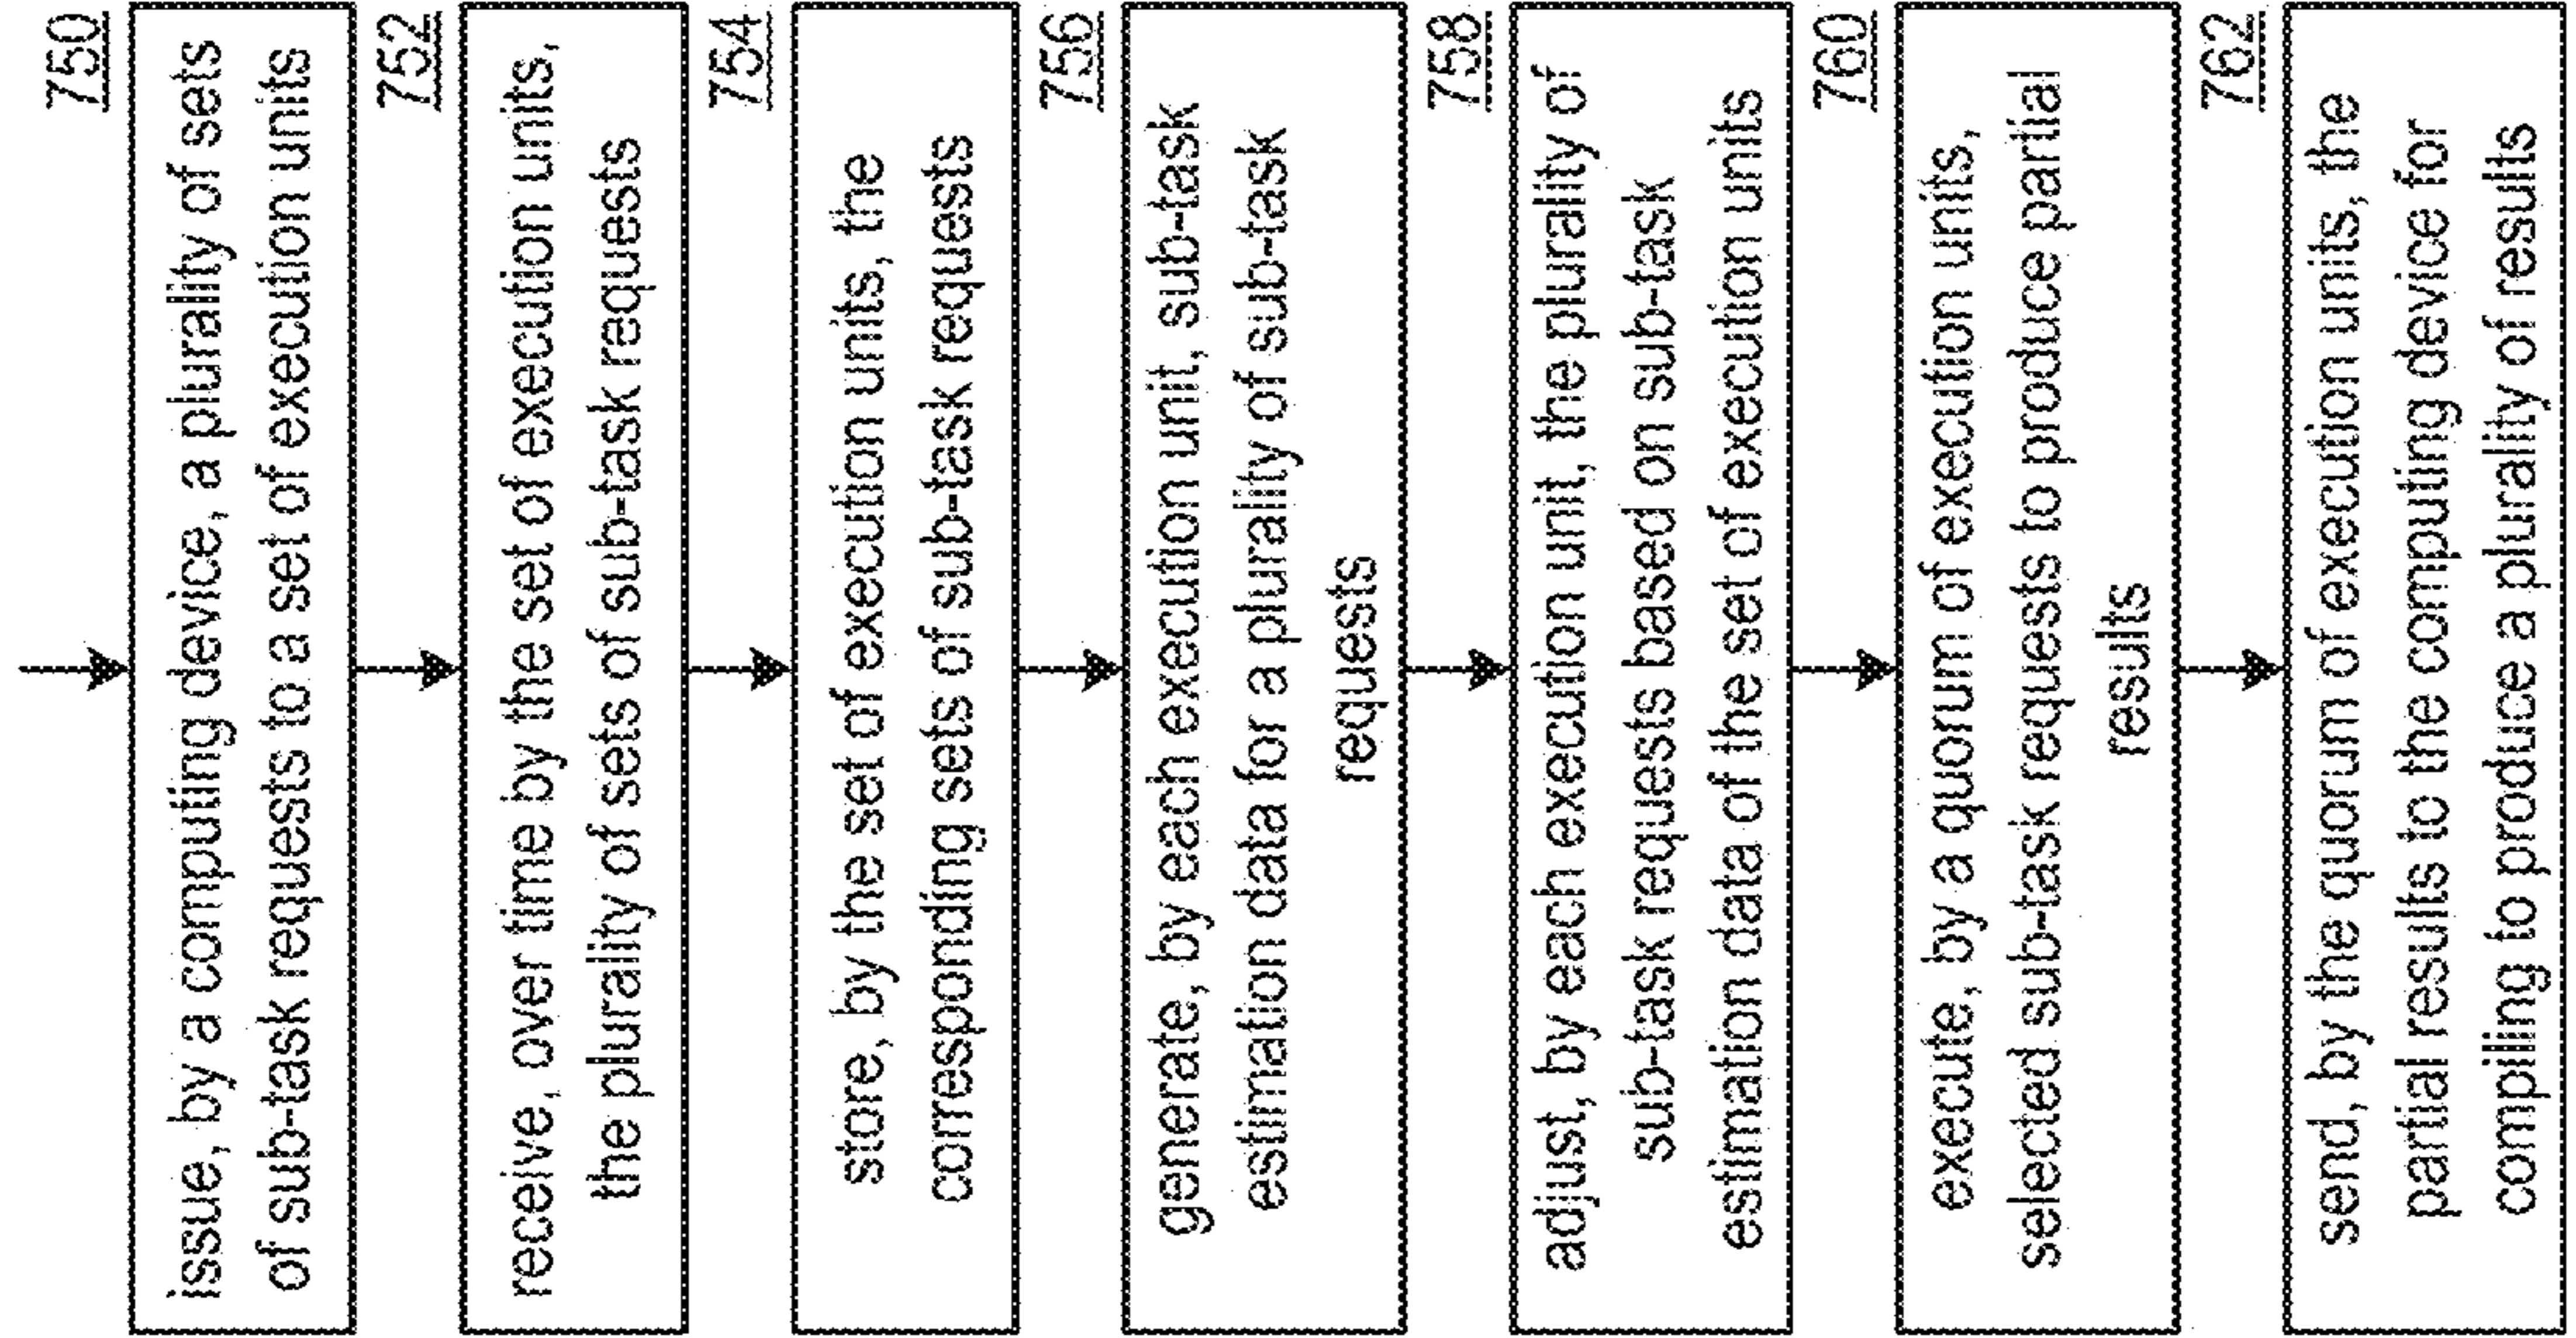 750
issue, by a computing device, a plurality of sets
of sub-task requests to a set of execution units
752
receive, over time by the set of execution units,
the plurality of sets of sub-task requests
754
store, by the set of execution units, the
corresponding sets of sub-task requests
756
generate, by each execution unit, sub-task
estimation data for a plurality of sub-task
requests
758
adjust, by each execution unit, the plurality of
sub-task requests based on sub-task
estimation data of the set of execution units
760
execute, by a quorum of execution units,
selected sub-task requests to produce partial
results
762
send, by the quorum of execution units, the
partial results to the computing device for
compiling to produce a plurality of results